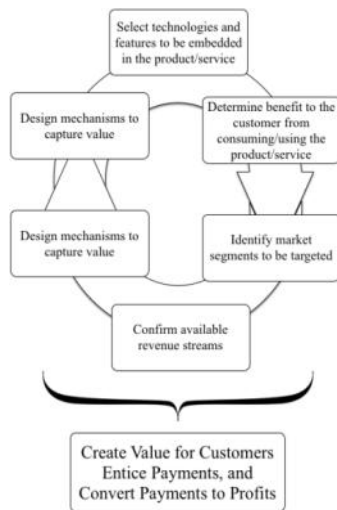 Select technologies and
features to be embedded
in the product/service
Design mechanisms to
capture value
Determine benefit to the
customer from
consuming/using the
product/service
Design mechanisms to
capture value
Identify market
segments to be targeted
Confirm available
revenue streams
Create Value for Customers
Entice Payments, and
Convert Payments to Profits